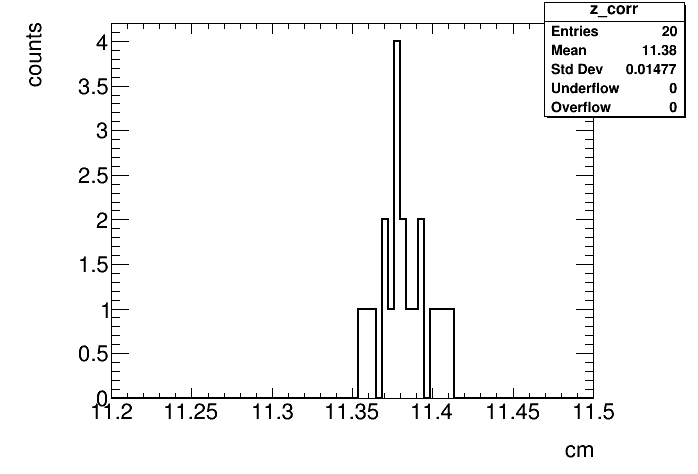 z_corr
Entries 20
Mean 11.38
Std Dev 0.01477
Underflow 0
Overflow 0
counts
4
3.5
3
2.5
2
1.5
1
0.5
0
11.2 11.25 11.3 11.35 11.4 11.45 11.5
cm